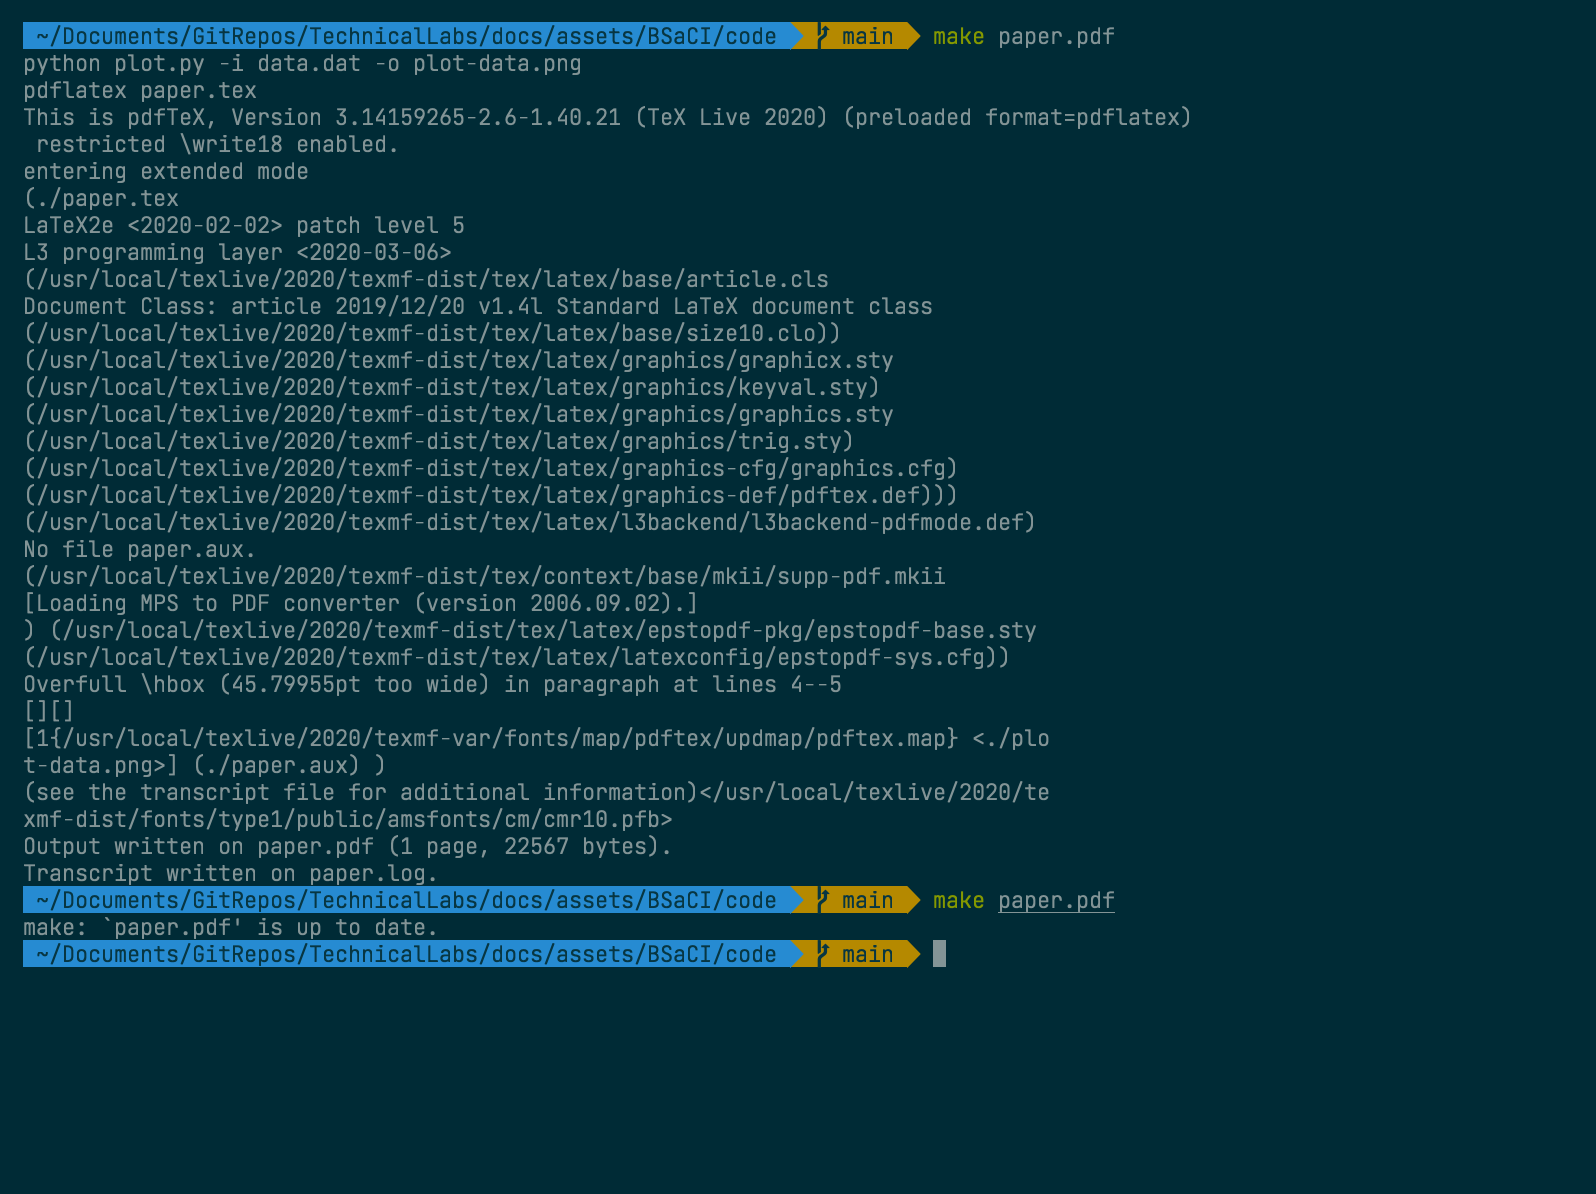 ~/Documents/GitRepos/TechnicalLabs/docs/assets/BSaCI/code main make paper.pdf
python plot.py -i data.dat -o plot-data.png
pdflatex paper.tex
This is pdfTeX, Version 3.14159265-2.6-1.40.21 (TeX Live 2020) (preloaded format=pdflatex)
 restricted \write18 enabled.
entering extended mode
(./paper.tex
LaTeX2e <2020-02-02> patch level 5
L3 programming layer <2020-03-06>
(/usr/local/texlive/2020/texmf-dist/tex/latex/base/article.cls
Document Class: article 2019/12/20 v1.4l Standard LaTeX document class
(/usr/local/texlive/2020/texmf-dist/tex/latex/base/size10.clo))
(/usr/local/texlive/2020/texmf-dist/tex/latex/graphics/graphicx.sty
(/usr/local/texlive/2020/texmf-dist/tex/latex/graphics/keyval.sty)
(/usr/local/texlive/2020/texmf-dist/tex/latex/graphics/graphics.sty
(/usr/local/texlive/2020/texmf-dist/tex/latex/graphics/trig.sty)
(/usr/local/texlive/2020/texmf-dist/tex/latex/graphics-cfg/graphics.cfg)
(/usr/local/texlive/2020/texmf-dist/tex/latex/graphics-def/pdftex.def)))
(/usr/local/texlive/2020/texmf-dist/tex/latex/l3backend/l3backend-pdfmode.def)
No file paper.aux.
(/usr/local/texlive/2020/texmf-dist/tex/context/base/mkii/supp-pdf.mkii
[Loading MPS to PDF converter (version 2006.09.02).]
) (/usr/local/texlive/2020/texmf-dist/tex/latex/epstopdf-pkg/epstopdf-base.sty
(/usr/local/texlive/2020/texmf-dist/tex/latex/latexconfig/epstopdf-sys.cfg))
Overfull \hbox (45.79955pt too wide) in paragraph at lines 4--5
[][]
[1{/usr/local/texlive/2020/texmf-var/fonts/map/pdftex/updmap/pdftex.map} <./plo
t-data.png>] (./paper.aux) )
(see the transcript file for additional information)</usr/local/texlive/2020/te
xmf-dist/fonts/type1/public/amsfonts/cm/cmr10.pfb>
Output written on paper.pdf (1 page, 22567 bytes).
Transcript written on paper.log.
~/Documents/GitRepos/TechnicalLabs/docs/assets/BSaCI/code main make paper.pdf
make: `paper.pdf' is up to date.
~/Documents/GitRepos/TechnicalLabs/docs/assets/BSaCI/code main